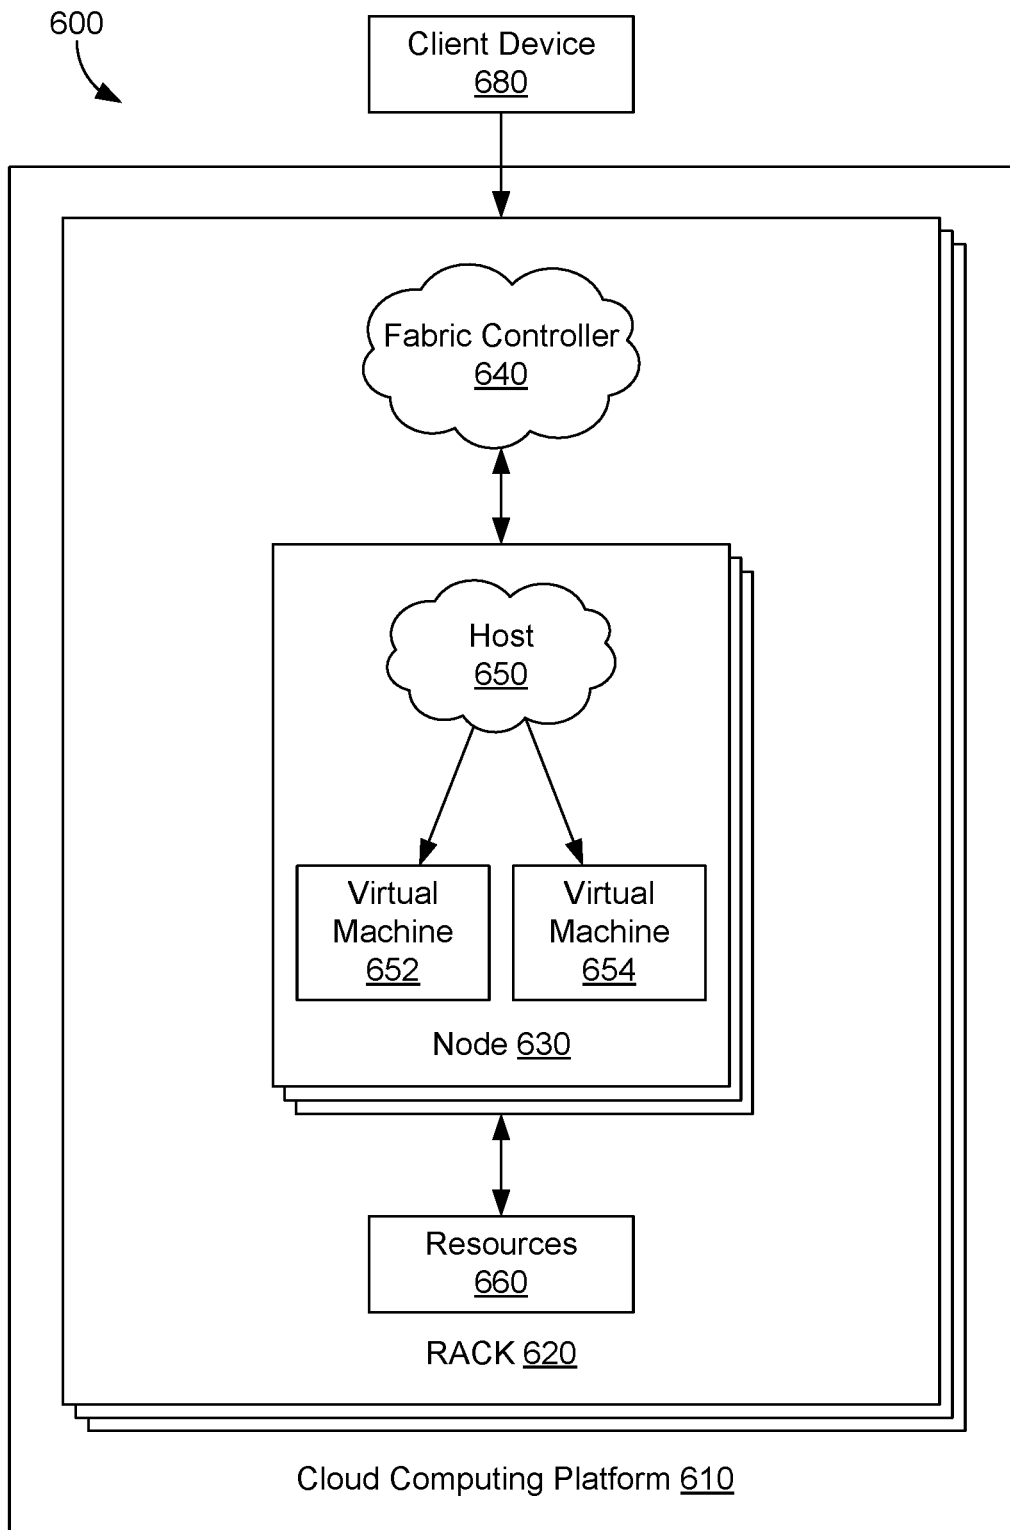 600
Client Device
680
Fabric Controller
640
Host
650
Virtual
Machine
652
Virtual
Machine
654
Node 630
Resources
660
RACK 620
Cloud Computing Platform 610